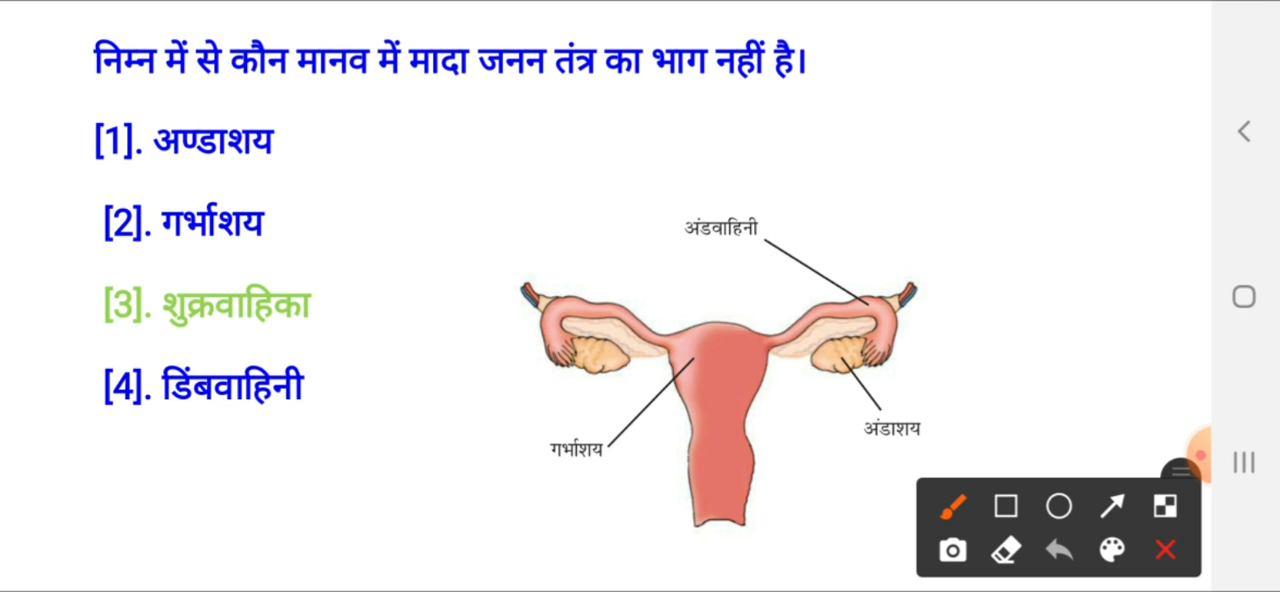 निम्न में से कौन मानव में मादा जनन तंत्र का भाग नहीं है।
[1]. अण्डाशय
[2]. गर्भाशय
अंडवाहिनी
[3]. शुक्रवाहिका
[4]. डिंबवाहिनी
अंडाशय
गर्भाशय